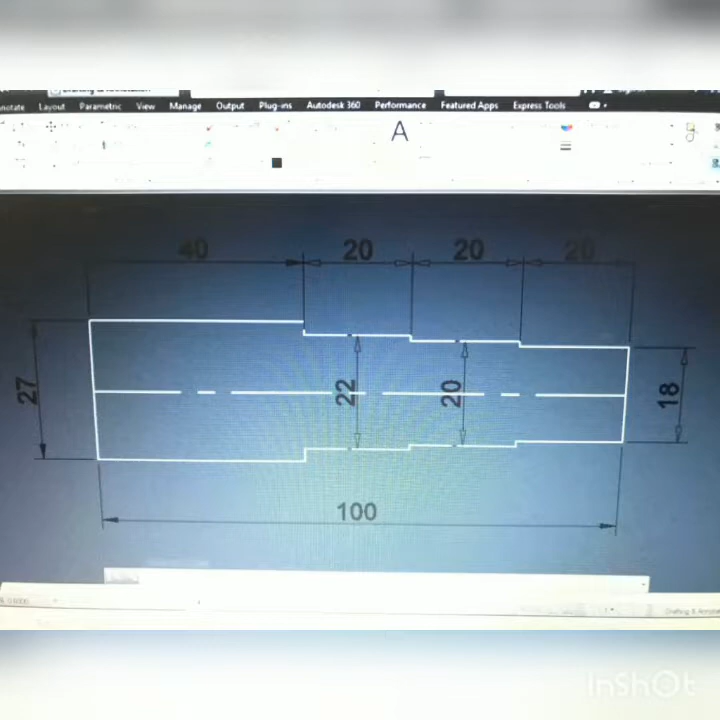 Layout Parametric View Manage Output Plug-ins Autodesk 360 Performance Featured Apps Express Tools
A
40 20 20 20
27 22 20 18
100
InShOt